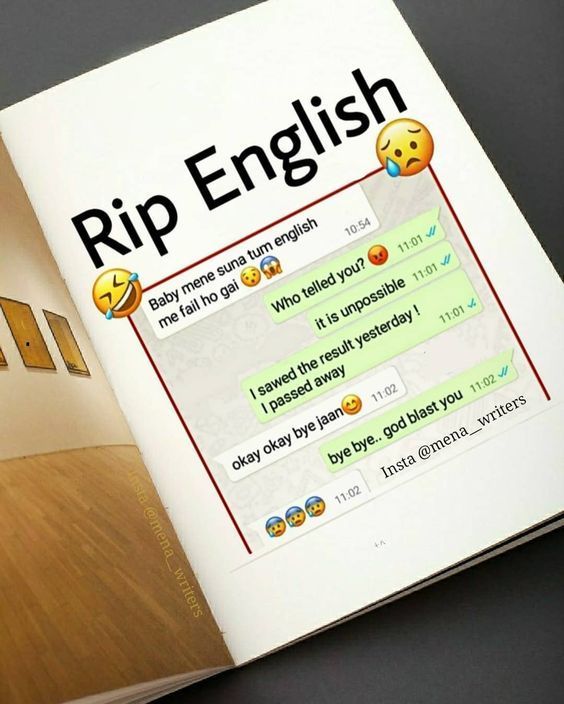 Rip English
Baby mene suna tum english
me fail ho gai 😯😱
10:54
Who telled you? 😡 11:01
it is unpossible 11:01
I sawed the result yesterday !
I passed away
11:01
okay okay bye jaan😊 11:02
bye bye.. god blast you 11:02
😰😰😰 11:02
Insta @mena__writers
Insta @mena__writers